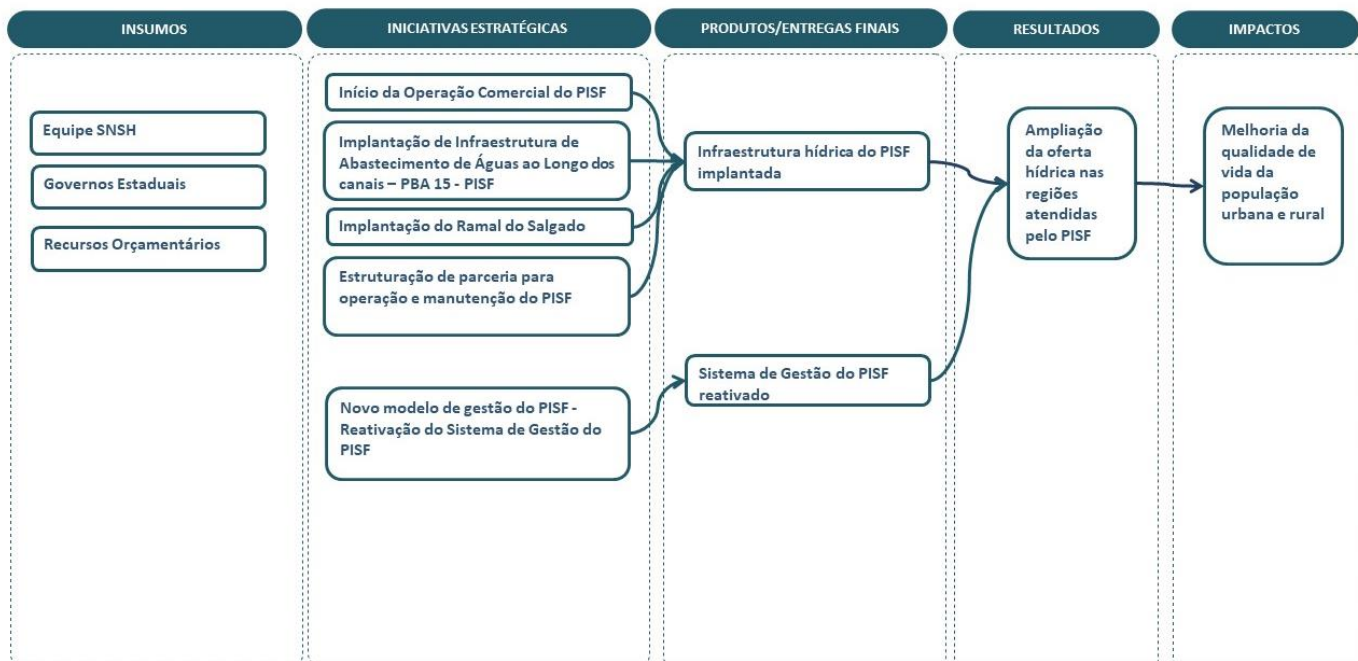 INSUMOS
INICIATIVAS ESTRATÉGICAS
PRODUTOS/ENTREGAS FINAIS
RESULTADOS
IMPACTOS
Equipe SNSH
Governos Estaduais
Recursos Orçamentários
Início da Operação Comercial do PISF
Implantação de Infraestrutura de
Abastecimento de Águas ao Longo dos
canais – PBA 15 - PISF
Implantação do Ramal do Salgado
Estruturação de parceria para
operação e manutenção do PISF
Novo modelo de gestão do PISF -
Reativação do Sistema de Gestão do
PISF
Infraestrutura hídrica do PISF
implantada
Sistema de Gestão do PISF
reativado
Ampliação
da oferta
hídrica nas
regiões
atendidas
pelo PISF
Melhoria da
qualidade de
vida da
população
urbana e rural